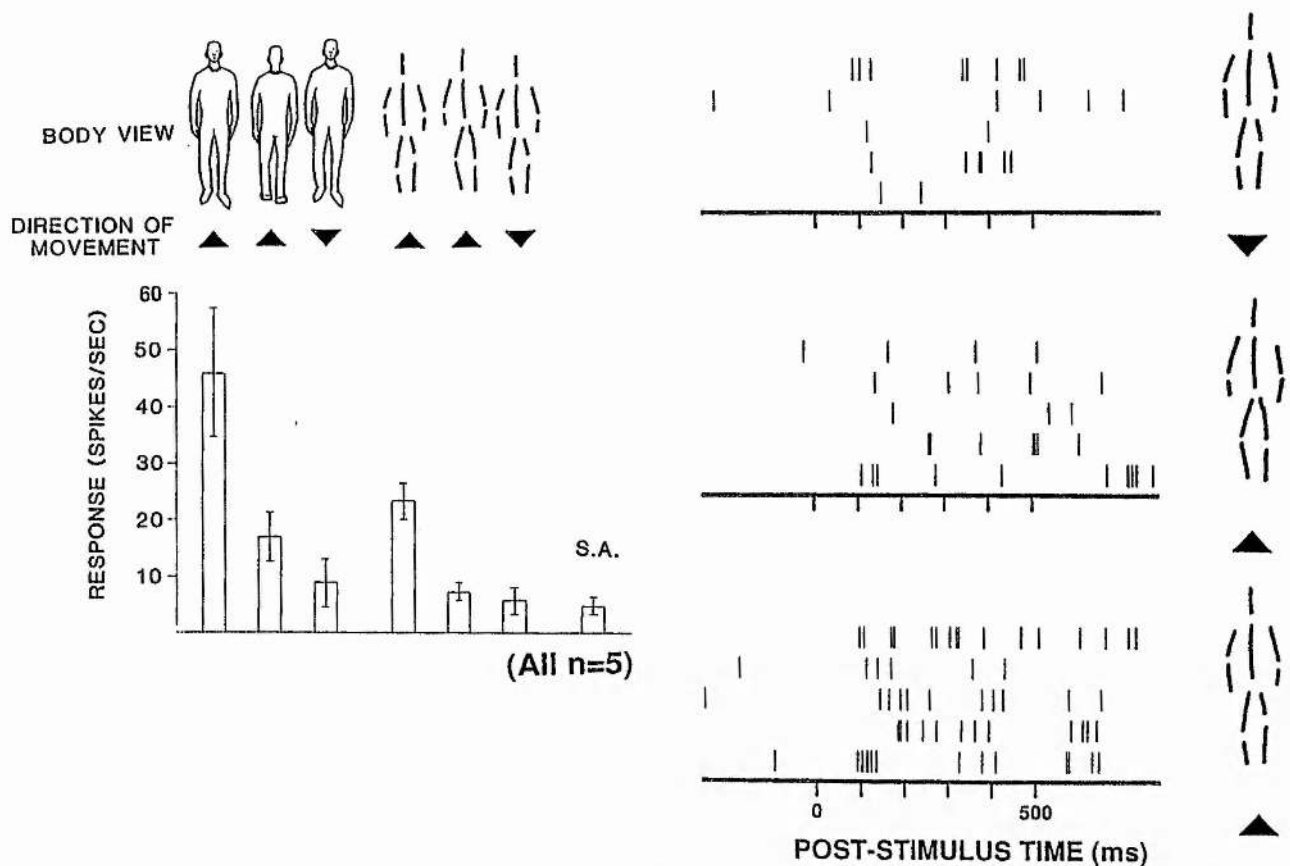 BODY VIEW
DIRECTION OF
MOVEMENT
RESPONSE (SPIKES/SEC)
60
50
40
30
20
10
S.A.
(All n=5)
0
500
POST-STIMULUS TIME (ms)